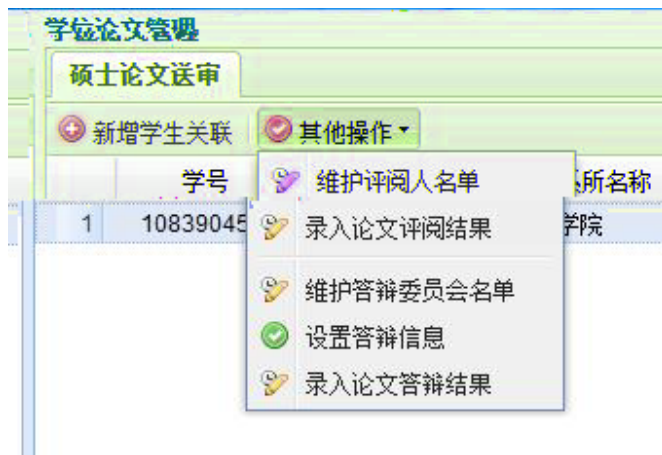 学位论文管理
硕士论文送审
新增学生关联 其他操作
学号 所名称
维护评阅人名单
1 10839045 学院
录入论文评阅结果
维护答辩委员会名单
设置答辩信息
录入论文答辩结果